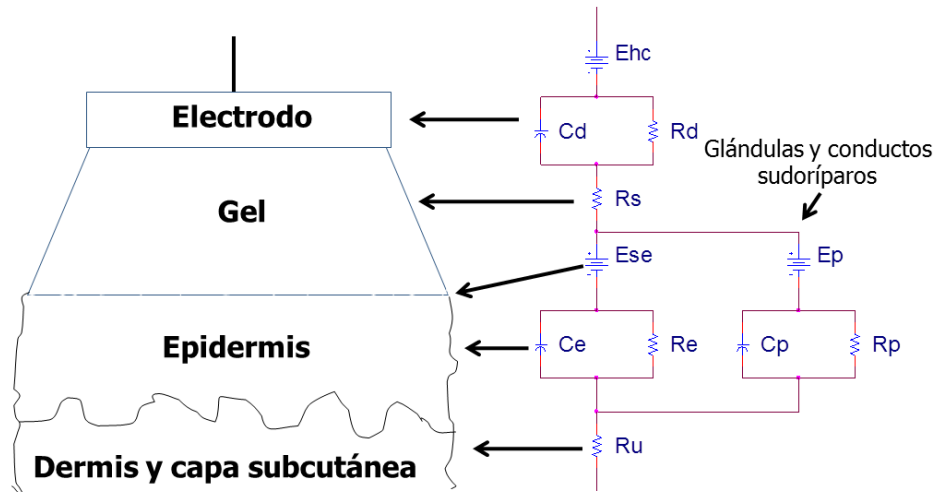 Ehc
Electrodo
Cd
Rd
Glándulas y conductos
sudoríparos
Gel
Rs
Ese
Ep
Epidermis
Ce
Re
Cp
Rp
Dermis y capa subcutánea
Ru